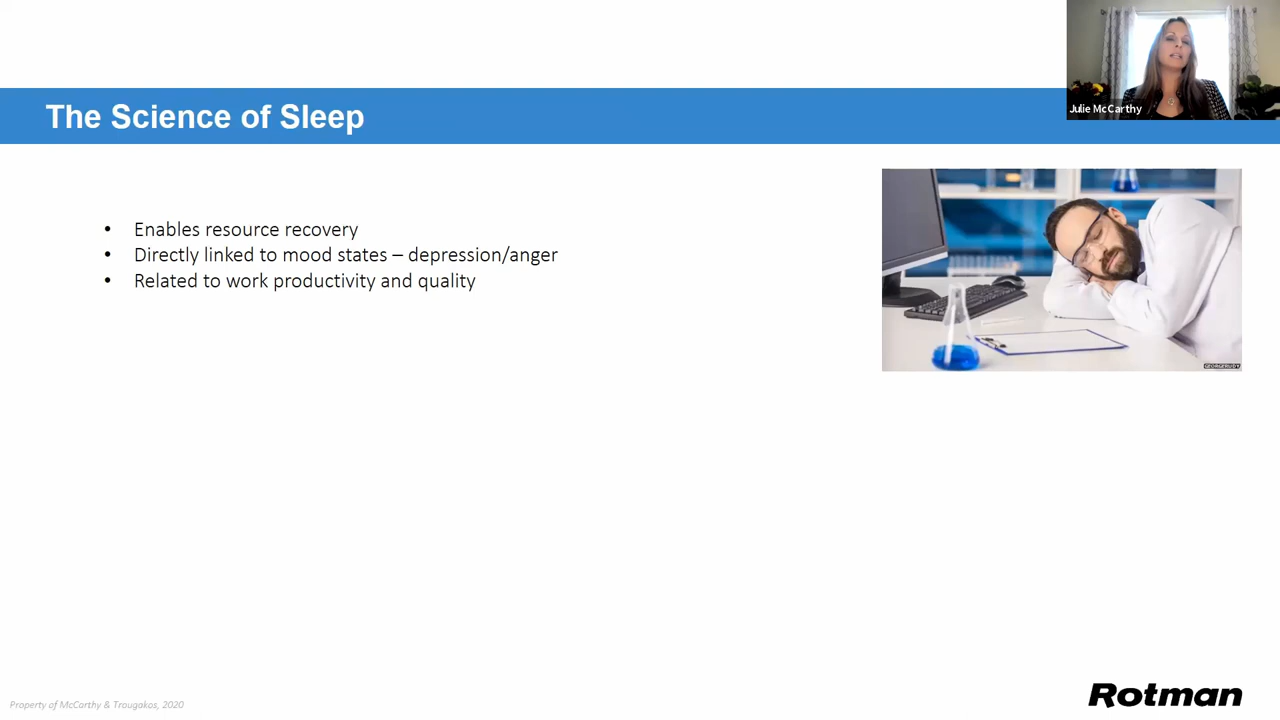 Julie McCarthy
The Science of Sleep
• Enables resource recovery
• Directly linked to mood states – depression/anger
• Related to work productivity and quality
GEORGERUDY
Property of McCarthy & Trougakos, 2020
Rotman